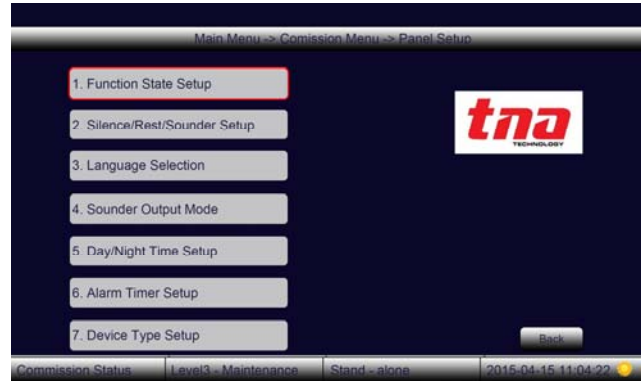 Main Menu -> Comission Menu -> Panel Setup
1. Function State Setup
2. Silence/Rest/Sounder Setup
3. Language Selection
4. Sounder Output Mode
5. Day/Night Time Setup
6. Alarm Timer Setup
7. Device Type Setup
tna
TECHNOLOGY
Back
Commission Status
Level3 - Maintenance
Stand - alone
2015-04-15 11:04:22